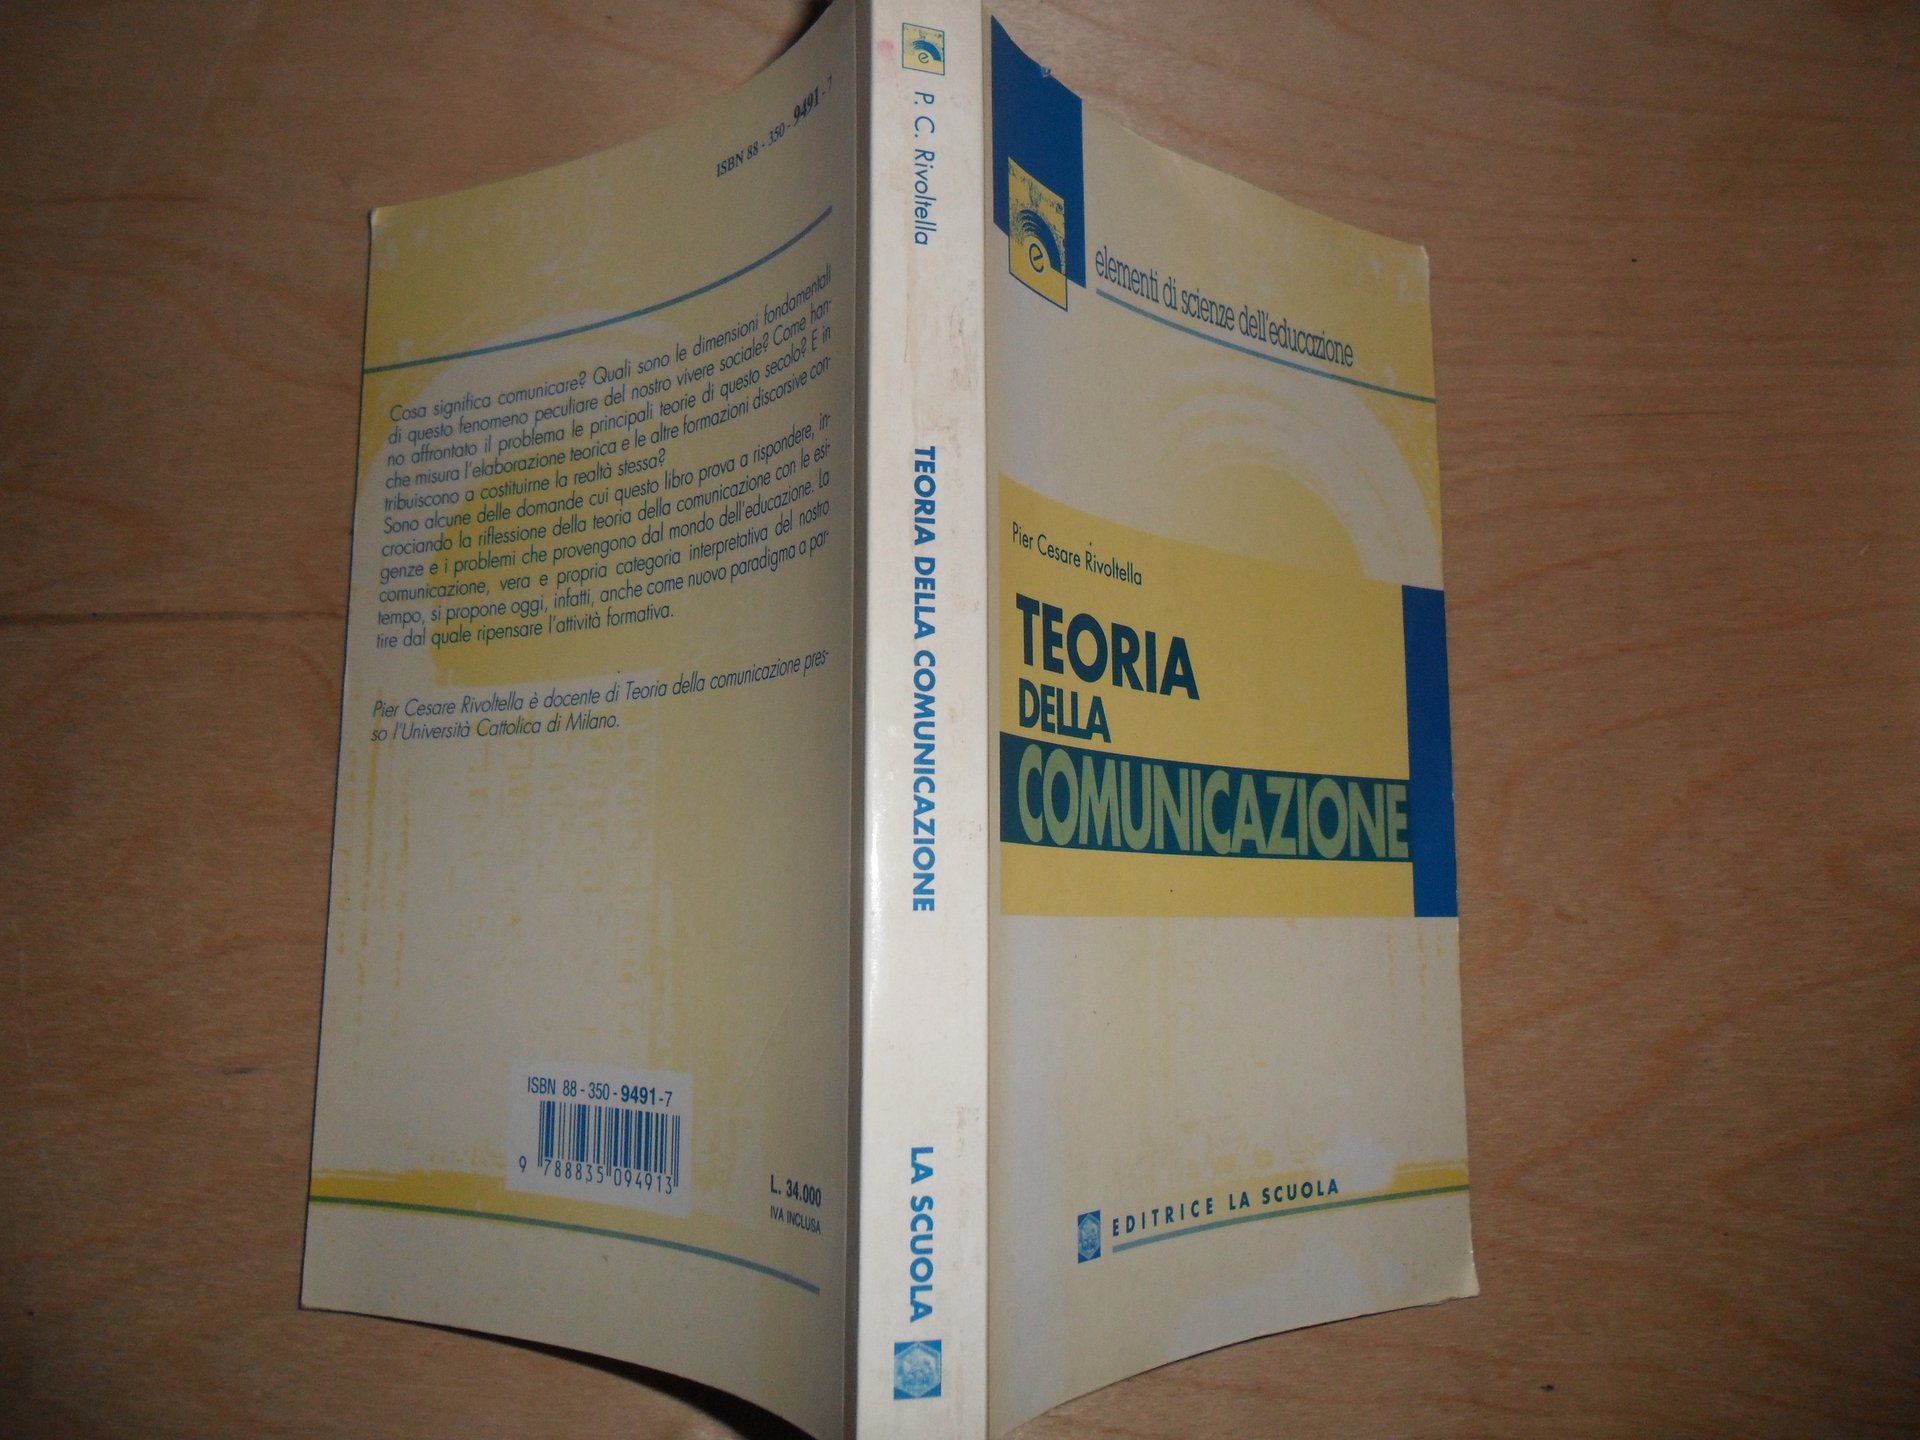 ISBN 88 - 350 - 9491 - 7
Cosa significa comunicare? Quali sono le dimensioni fondamentali
di questo fenomeno peculiare del nostro vivere sociale? Come han-
no affrontato il problema le principali teorie di questo secolo? E in
che misura l'elaborazione teorica e le altre formazioni discorsive con-
tribuiscono a costituirne la realtà stessa?
Sono alcune delle domande cui questo libro prova a rispondere, in-
crociando la riflessione della teoria della comunicazione con le esi-
genze e i problemi che provengono dal mondo dell'educazione. La
comunicazione, vera e propria categoria interpretativa del nostro
tempo, si propone oggi, infatti, anche come nuovo paradigma a par-
tire dal quale ripensare l'attività formativa.
Pier Cesare Rivoltella è docente di Teoria della comunicazione pres-
so l'Università Cattolica di Milano.
ISBN 88 - 350 - 9491 - 7
9 788835 094913
L. 34.000
IVA INCLUSA
e
P. C. Rivoltella
TEORIA DELLA COMUNICAZIONE
LA SCUOLA
e
elementi di scienze dell'educazione
Pier Cesare Rivoltella
TEORIA
DELLA
COMUNICAZIONE
EDITRICE LA SCUOLA